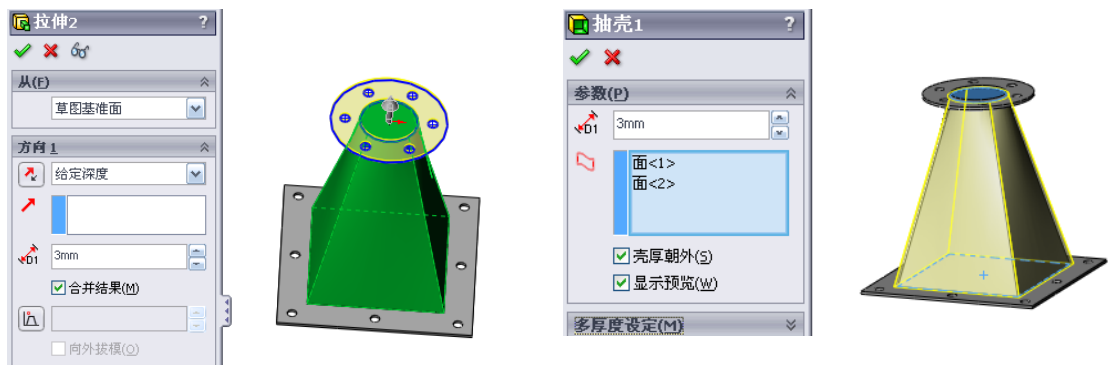 拉伸2 ?
从(F)
草图基准面
方向 1
给定深度
D1 3mm
合并结果(M)
向外拔模(O)
抽壳1 ?
参数(P)
D1 3mm
面<1>
面<2>
壳厚朝外(S)
显示预览(W)
多厚度设定(M)